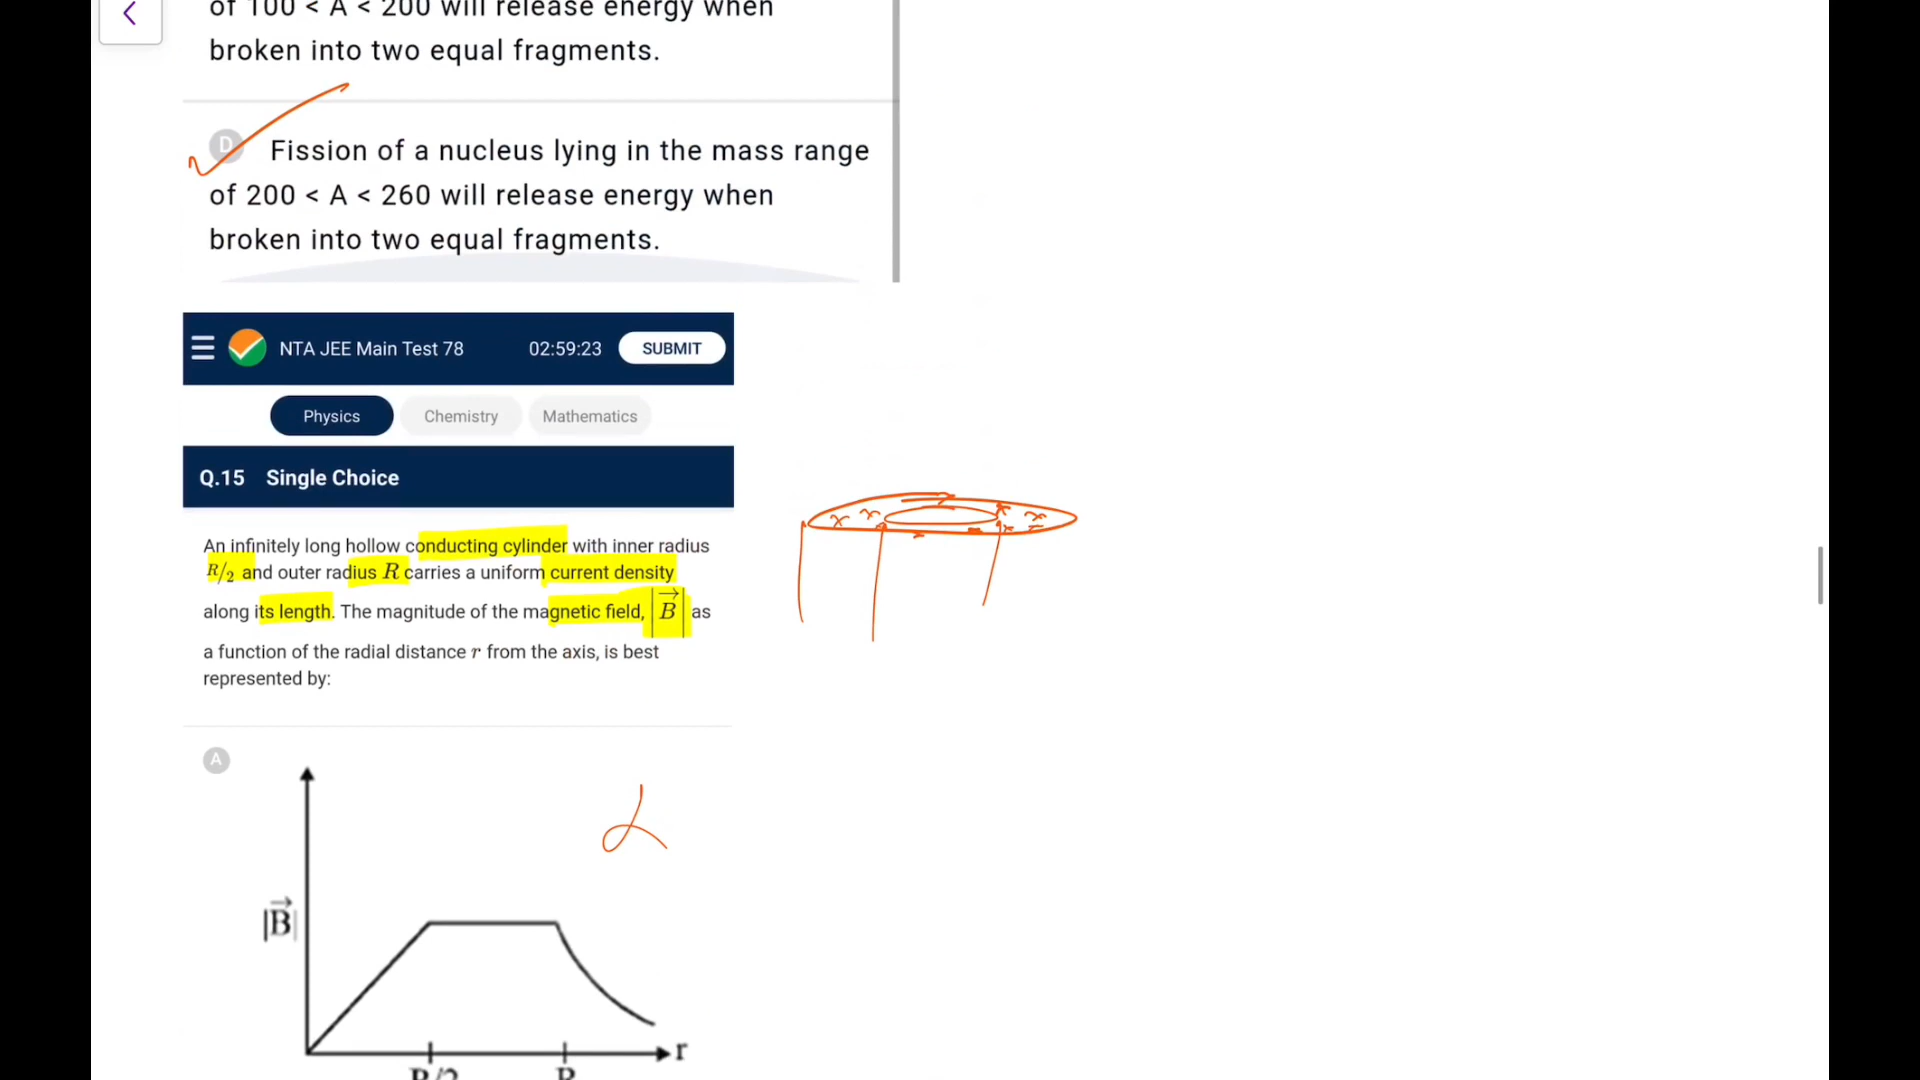 of 100 < A < 200 will release energy when
broken into two equal fragments.
D Fission of a nucleus lying in the mass range
of 200 < A < 260 will release energy when
broken into two equal fragments.
NTA JEE Main Test 78 02:59:23 SUBMIT
Physics Chemistry Mathematics
Q.15 Single Choice
An infinitely long hollow conducting cylinder with inner radius
R/2 and outer radius R carries a uniform current density
along its length. The magnitude of the magnetic field, |B⃗| as
a function of the radial distance r from the axis, is best
represented by:
A
|B⃗|
r
R/2 R